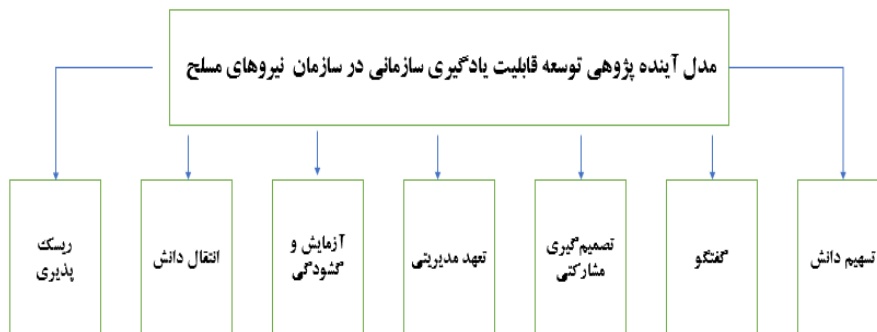 مدل آینده پژوهی توسعه قابلیت یادگیری سازمانی در سازمان نیروهای مسلح
تسهیم دانش
گفتگو
تصمیم‌گیری
مشارکتی
تعهد مدیریتی
آزمایش و
گشودگی
انتقال دانش
ریسک
پذیری